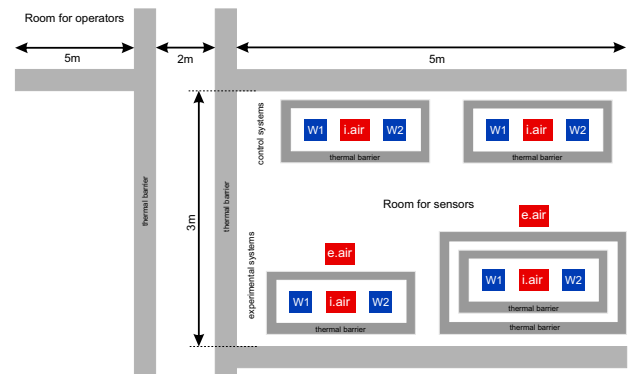 Room for operators
5m
2m
5m
control systems
W1
i.air
W2
thermal barrier
W1
i.air
W2
thermal barrier
thermal barrier
thermal barrier
3m
Room for sensors
experimental systems
e.air
W1
i.air
W2
thermal barrier
e.air
W1
i.air
W2
thermal barrier
thermal barrier